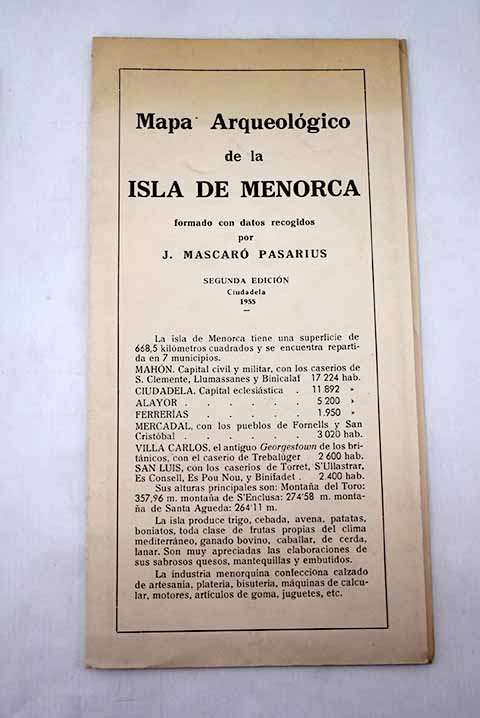 Mapa Arqueológico
de la
ISLA DE MENORCA
formado con datos recogidos
por
J. MASCARÓ PASARIUS
SEGUNDA EDICIÓN
Ciudadela
1955
La isla de Menorca tiene una superficie de
668,5 kilómetros cuadrados y se encuentra reparti-
da en 7 municipios.
MAHÓN. Capital civil y militar, con los caserios de
S. Clemente, Llumassanes y Binicalaf 17 224 hab.
CIUDADELA. Capital eclesiástica . 11.892 »
ALAYOR . . . . . . 5 200 »
FERRERÍAS . . . . . 1.950 »
MERCADAL, con los pueblos de Fornells y San
Cristóbal . . . . . . 3 020 hab.
VILLA CARLOS, el antiguo Georgestown de los bri-
tánicos, con el caserio de Trebalúger 2 600 hab.
SAN LUIS, con los caserios de Torret, S'Ullastrar,
Es Consell, Es Pou Nou, y Binifadet . 2.400 hab.
Sus alturas principales son: Montaña del Toro:
357,96 m. montaña de S'Enclusa: 274'58 m. monta-
ña de Santa Agueda: 264'11 m.
La isla produce trigo, cebada, avena, patatas,
boniatos, toda clase de frutas propias del clima
mediterráneo, ganado bovino, caballar, de cerda,
lanar. Son muy apreciadas las elaboraciones de
sus sabrosos quesos, mantequillas y embutidos.
La industria menorquina confecciona calzado
de artesanía, platería, bisutería, máquinas de calcu-
lar, motores, artículos de goma, juguetes, etc.